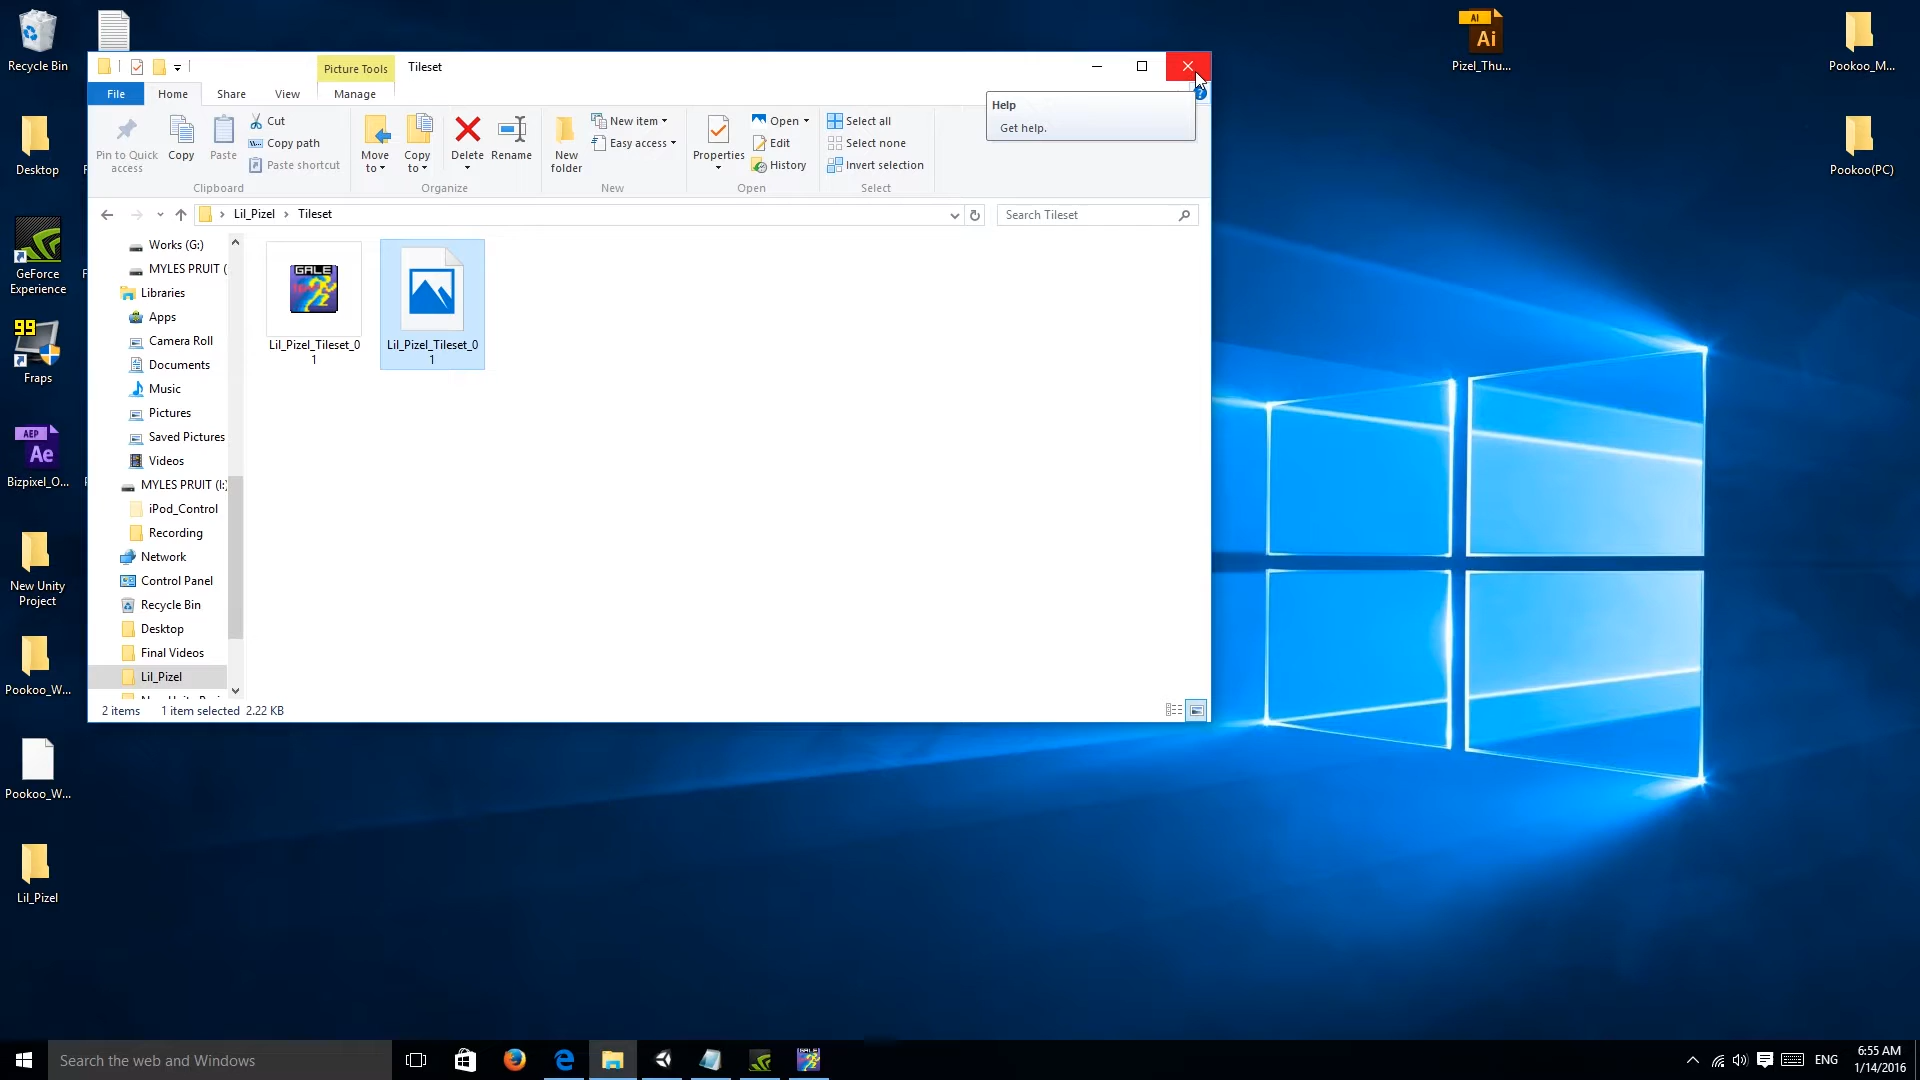 Recycle Bin
Desktop
GeForce
Experience
99
Fraps
AEP
Ae
Bizpixel_O...
New Unity
Project
Pookoo_W...
Pookoo_W...
Lil_Pizel
AI
Ai
Pizel_Thu...
Pookoo_M...
Pookoo(PC)
Picture Tools
Tileset
File
Home
Share
View
Manage
Help
Get help.
Pin to Quick
access
Copy
Paste
Cut
Copy path
Paste shortcut
Clipboard
Move
to
Copy
to
Delete
Rename
Organize
New
folder
New item
Easy access
New
Properties
Open
Edit
History
Open
Select all
Select none
Invert selection
Select
Lil_Pizel
Tileset
Search Tileset
Works (G:)
MYLES PRUIT (
Libraries
Apps
Camera Roll
Documents
Music
Pictures
Saved Pictures
Videos
MYLES PRUIT (I:)
iPod_Control
Recording
Network
Control Panel
Recycle Bin
Desktop
Final Videos
Lil_Pizel
GALE
Lil_Pizel_Tileset_0
1
Lil_Pizel_Tileset_0
1
2 items
1 item selected 2.22 KB
Search the web and Windows
ENG
6:55 AM
1/14/2016